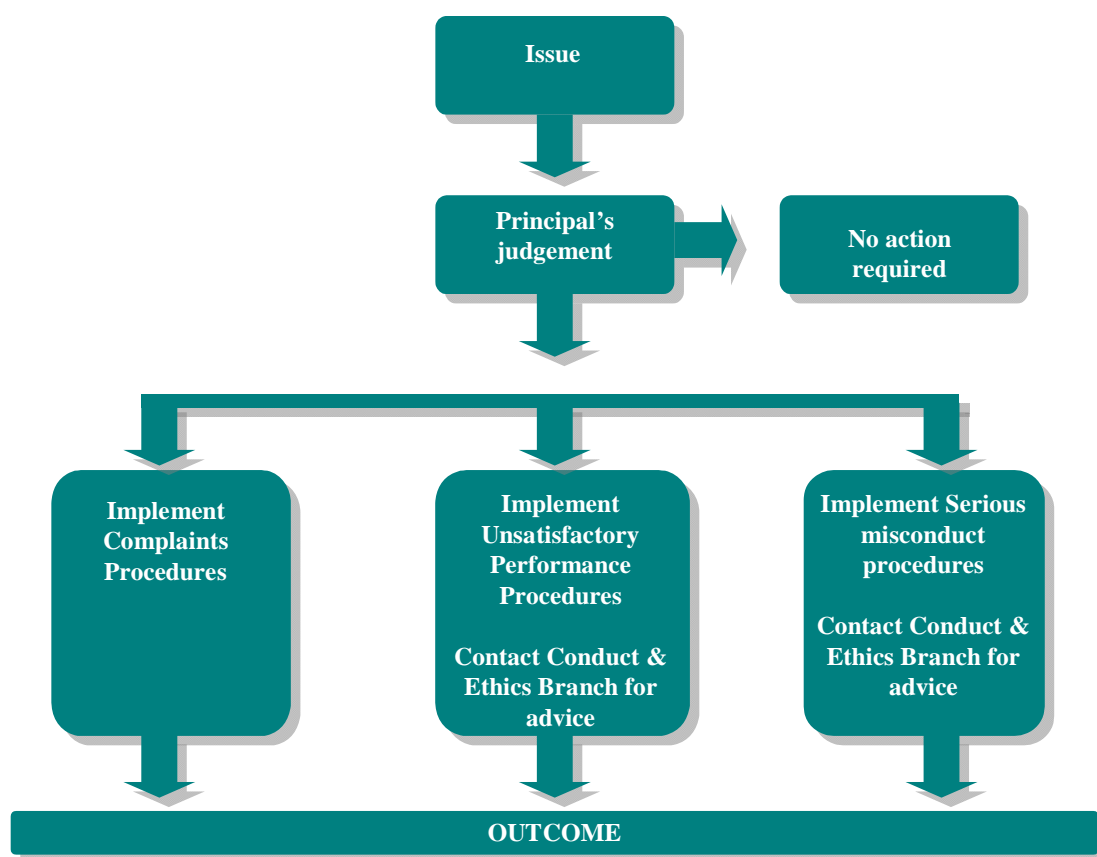 Issue
Principal's
judgement
No action
required
Implement
Complaints
Procedures
Implement
Unsatisfactory
Performance
Procedures
Contact Conduct &
Ethics Branch for
advice
Implement Serious
misconduct
procedures
Contact Conduct &
Ethics Branch for
advice
OUTCOME